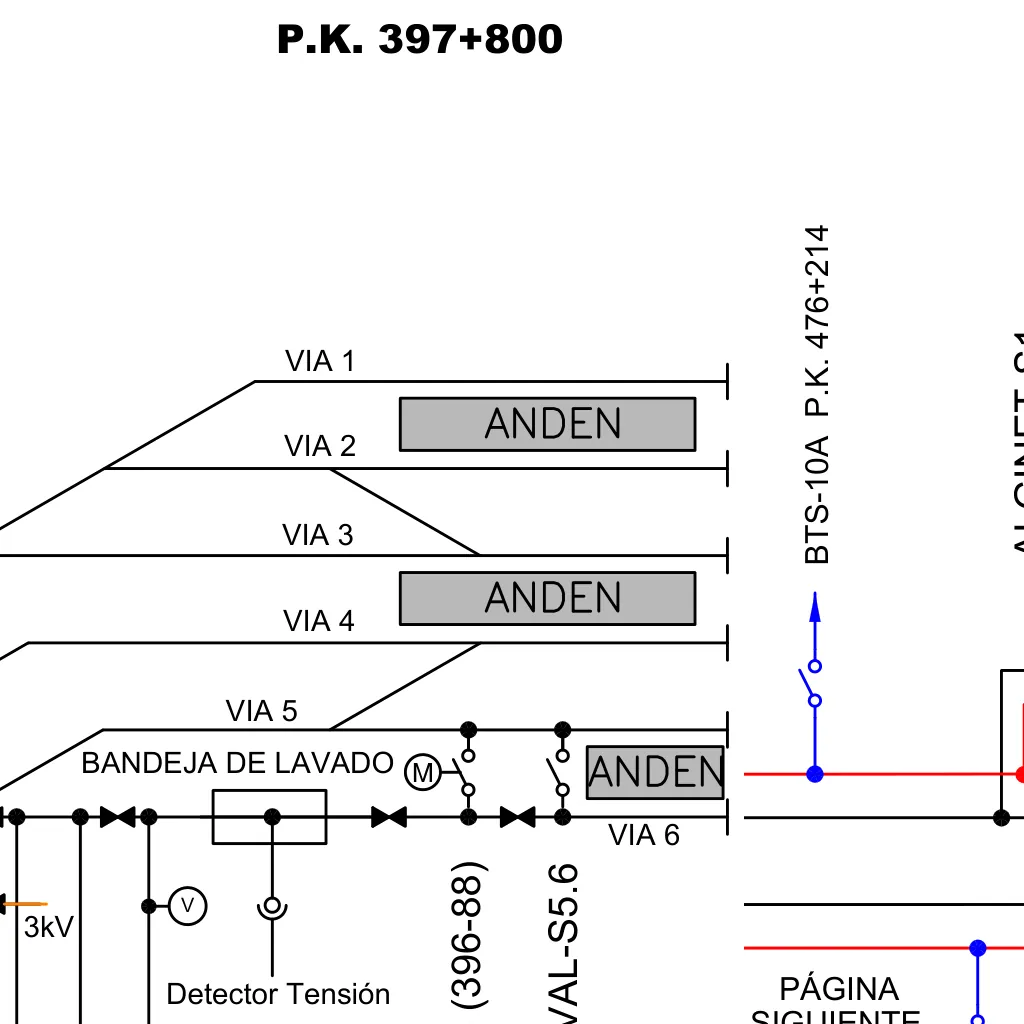 P.K. 397+800
VIA 1
ANDEN
VIA 2
VIA 3
ANDEN
VIA 4
VIA 5
BANDEJA DE LAVADO
M
ANDEN
VIA 6
V
3kV
Detector Tensión
(396-88)
VAL-S5.6
BTS-10A P.K. 476+214
PÁGINA
SIGUIENTE